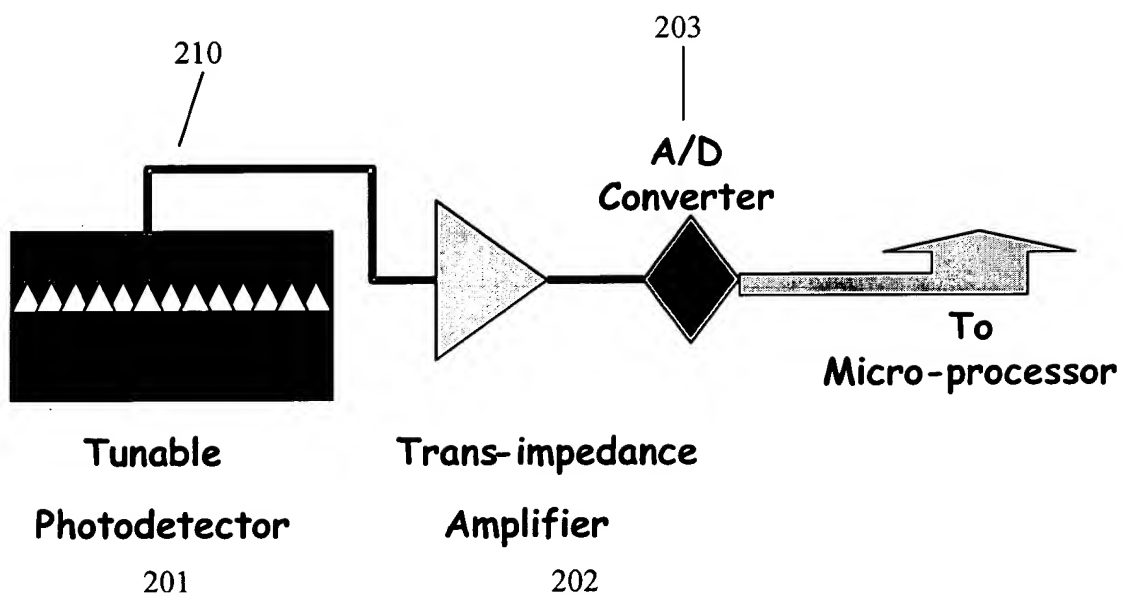 203
210
A/D
Converter
To
Micro-processor
Tunable
Photodetector
201
Trans-impedance
Amplifier
202